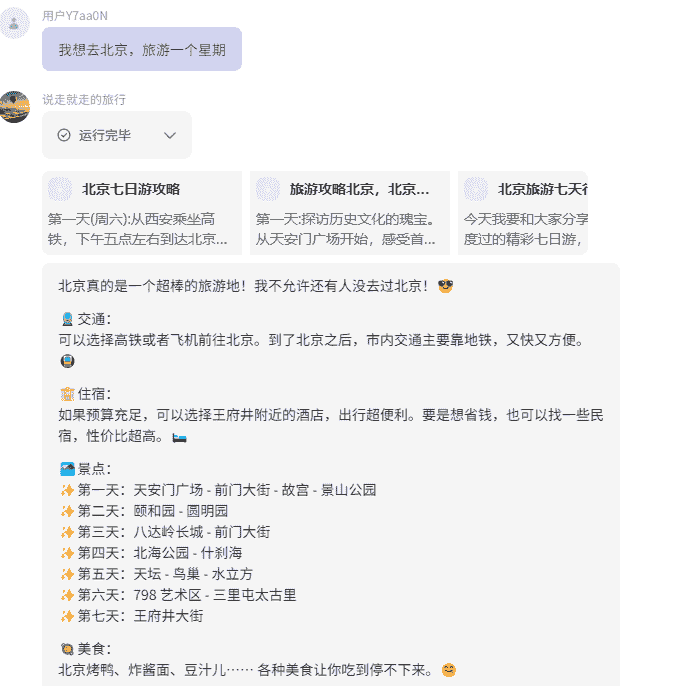 用户Y7aa0N
我想去北京，旅游一个星期
说走就走的旅行
运行完毕
北京七日游攻略
第一天(周六):从西安乘坐高
铁，下午五点左右到达北京...
旅游攻略北京，北京...
第一天:探访历史文化的瑰宝。
从天安门广场开始，感受首...
北京旅游七天行
今天我要和大家分享
度过的精彩七日游，
北京真的是一个超棒的旅游地！我不允许还有人没去过北京！😎
🚆交通：
可以选择高铁或者飞机前往北京。到了北京之后，市内交通主要靠地铁，又快又方便。
🚇
🏨住宿：
如果预算充足，可以选择王府井附近的酒店，出行超便利。要是想省钱，也可以找一些民
宿，性价比超高。🛏️
🏞️景点：
✨第一天：天安门广场 - 前门大街 - 故宫 - 景山公园
✨第二天：颐和园 - 圆明园
✨第三天：八达岭长城 - 前门大街
✨第四天：北海公园 - 什刹海
✨第五天：天坛 - 鸟巢 - 水立方
✨第六天：798 艺术区 - 三里屯太古里
✨第七天：王府井大街
🥘美食：
北京烤鸭、炸酱面、豆汁儿…… 各种美食让你吃到停不下来。😋